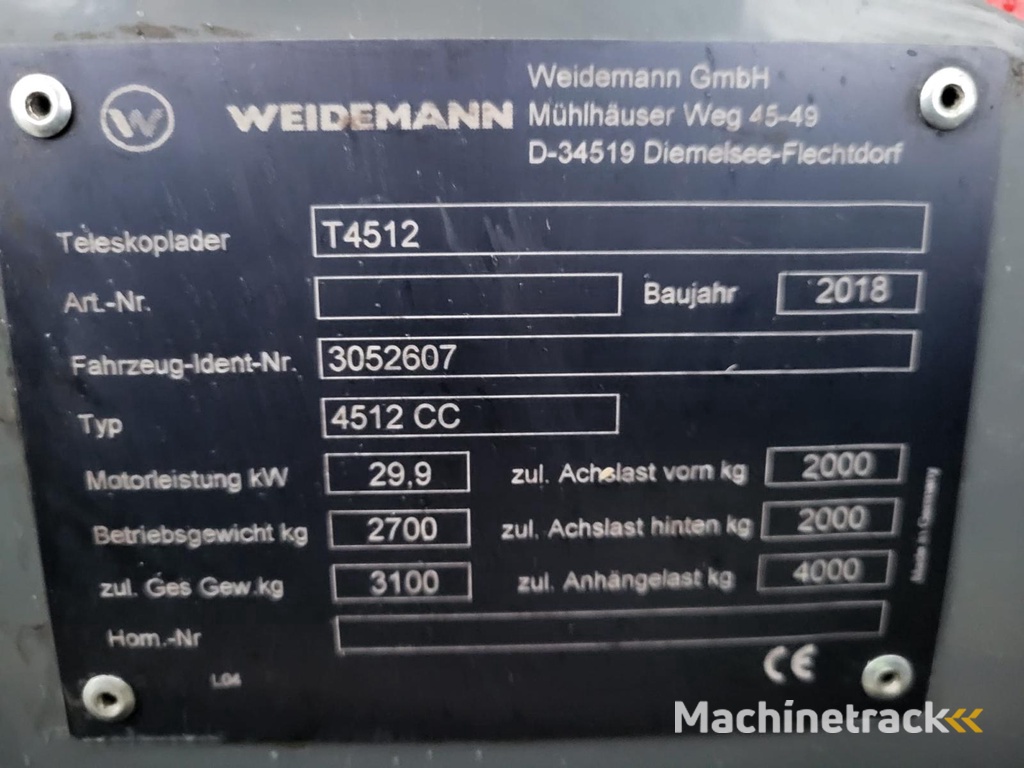 Weidemann GmbH
W WEIDEMANN Mühlhäuser Weg 45-49
D-34519 Diemelsee-Flechtdorf
Teleskoplader T4512
Art.-Nr. Baujahr 2018
Fahrzeug-Ident-Nr. 3052607
Typ 4512 CC
Motorleistung kW 29,9 zul. Achslast vorn kg 2000
Betriebsgewicht kg 2700 zul. Achslast hinten kg 2000
zul. Ges Gew.kg 3100 zul. Anhängelast kg 4000
Hom.-Nr
Made in Germany
L04
CE
Machinetrack